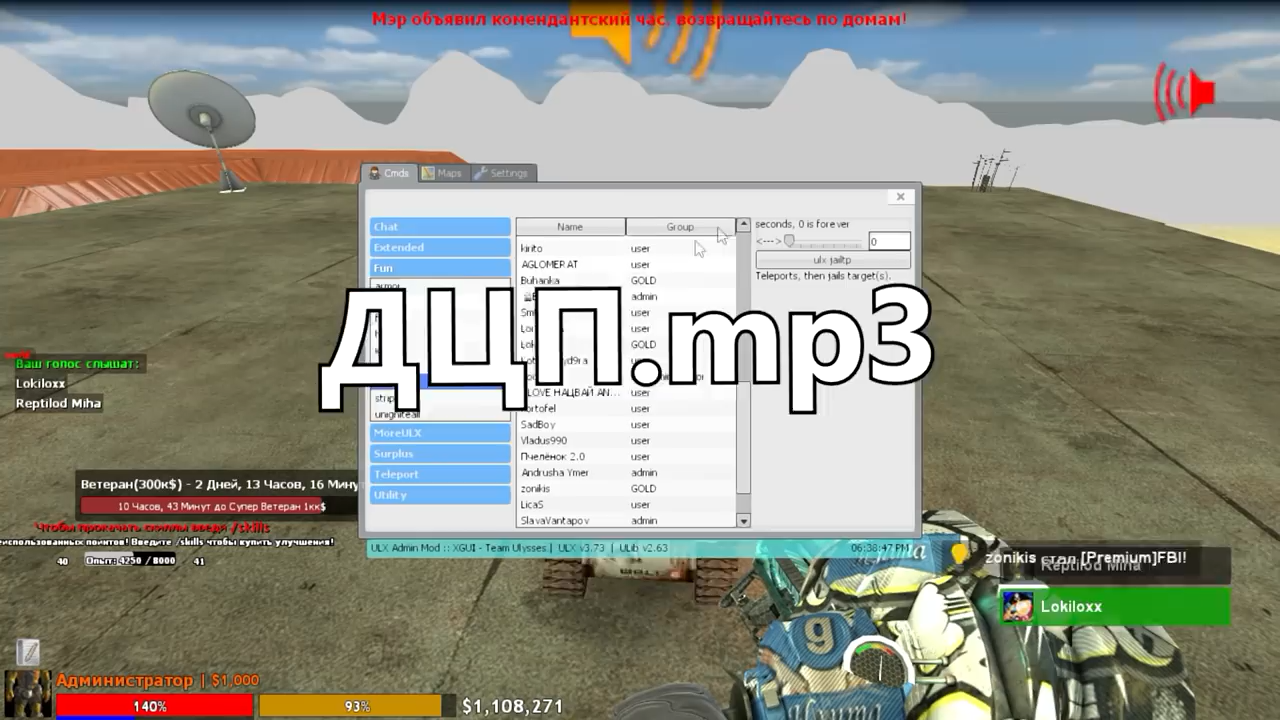 Мэр объявил комендантский час, возвращайтесь по домам!
Cmds Maps Settings
Chat
Extended
Fun
armor
strip
unigniteall
MoreULX
Surplus
Teleport
Utility
Name Group
kirito user
AGLOMERAT user
Buhanka GOLD
admin
user
user
GOLD
LOVE НАЦВАЙ AN... user
user
SadBoy user
Vladus990 user
Пчелёнок 2.0 user
Andrusha.Ymer admin
zonikis GOLD
LicaS user
SlavaVantapov admin
seconds, 0 is forever
<---> 0
ulx jailtp
Teleports, then jails target(s).
ДЦП.mp3
Ваш голос слышат:
Lokiloxx
Reptilod Miha
Ветеран(300к$) - 2 Дней, 13 Часов, 16 Мину
10 Часов, 43 Минут до Супер Ветеран 1кк$
Чтобы прокачать скиллы введи /skills
использованных поинтов! Введите /skills чтобы купить улучшения!
40 Опыт: 4250 / 8000 41
ULX Admin Mod :: XGUI - Team Ulysses | ULX v3.73 | ULib v2.63 06:38:47 PM
zonikis стал [Premium]FBI!
Reptilod Miha
Lokiloxx
Администратор | $1,000
140% 93% $1,108,271